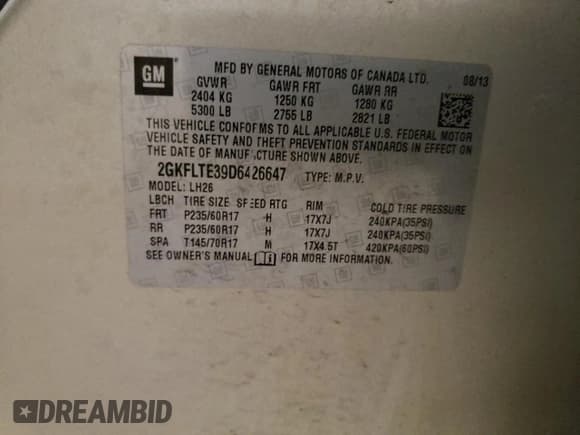 GM
MFD BY GENERAL MOTORS OF CANADA LTD. 08/13
GVWR GAWR FRT GAWR RR
2404 KG 1250 KG 1280 KG
5300 LB 2755 LB 2821 LB
THIS VEHICLE CONFORMS TO ALL APPLICABLE U.S. FEDERAL MOTOR
VEHICLE SAFETY AND THEFT PREVENTION STANDARDS IN EFFECT ON
THE DATE OF MANUFACTURE SHOWN ABOVE.
2GKFLTE39D6426647 TYPE: M.P.V.
MODEL: LH26
LBCH TIRE SIZE SPEED RTG RIM COLD TIRE PRESSURE
FRT P235/60R17 H 17X7J 240KPA(35PSI)
RR P235/60R17 H 17X7J 240KPA(35PSI)
SPA T145/70R17 M 17X4.5T 420KPA(60PSI)
SEE OWNER'S MANUAL FOR MORE INFORMATION.
DREAMBID